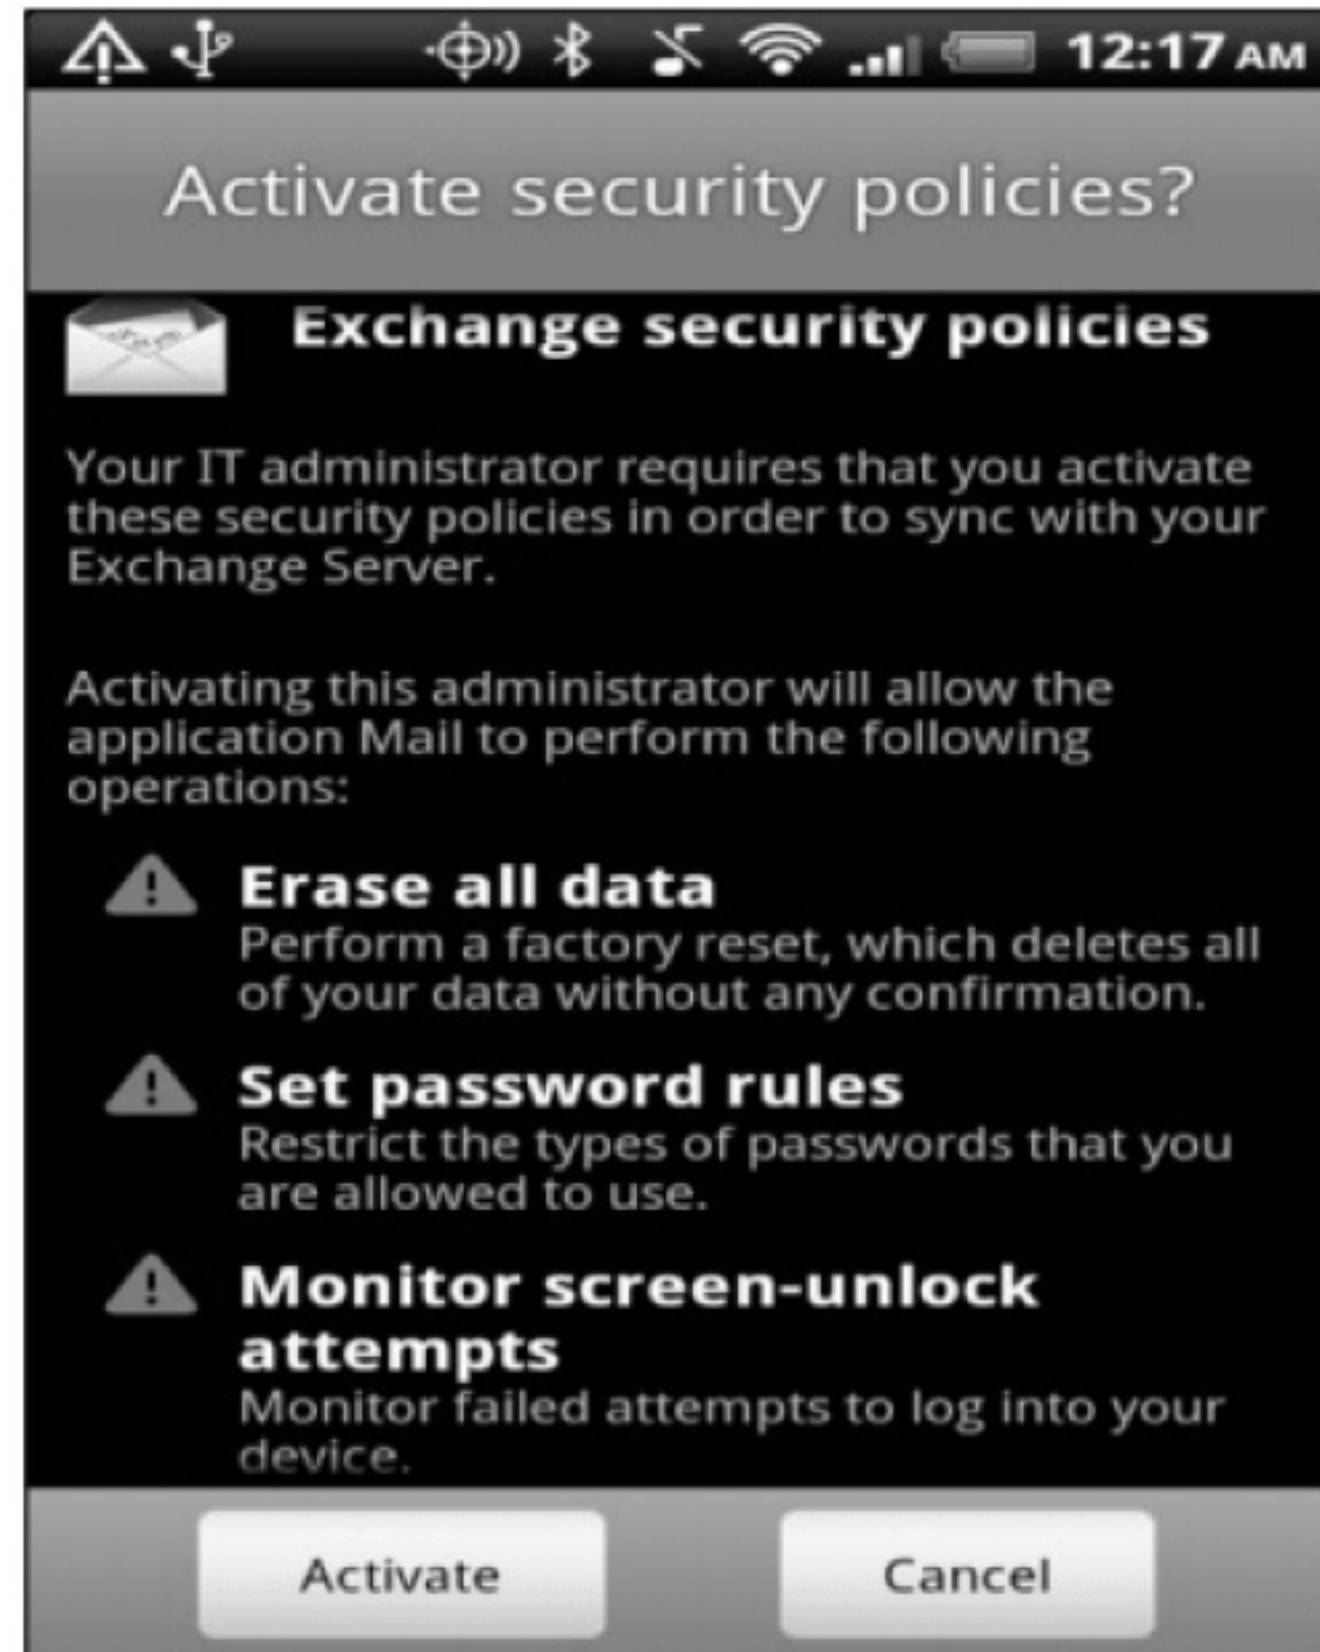 12:17 AM
Activate security policies?
Exchange security policies
Your IT administrator requires that you activate
these security policies in order to sync with your
Exchange Server.
Activating this administrator will allow the
application Mail to perform the following
operations:
Erase all data
Perform a factory reset, which deletes all
of your data without any confirmation.
Set password rules
Restrict the types of passwords that you
are allowed to use.
Monitor screen-unlock
attempts
Monitor failed attempts to log into your
device.
Activate
Cancel